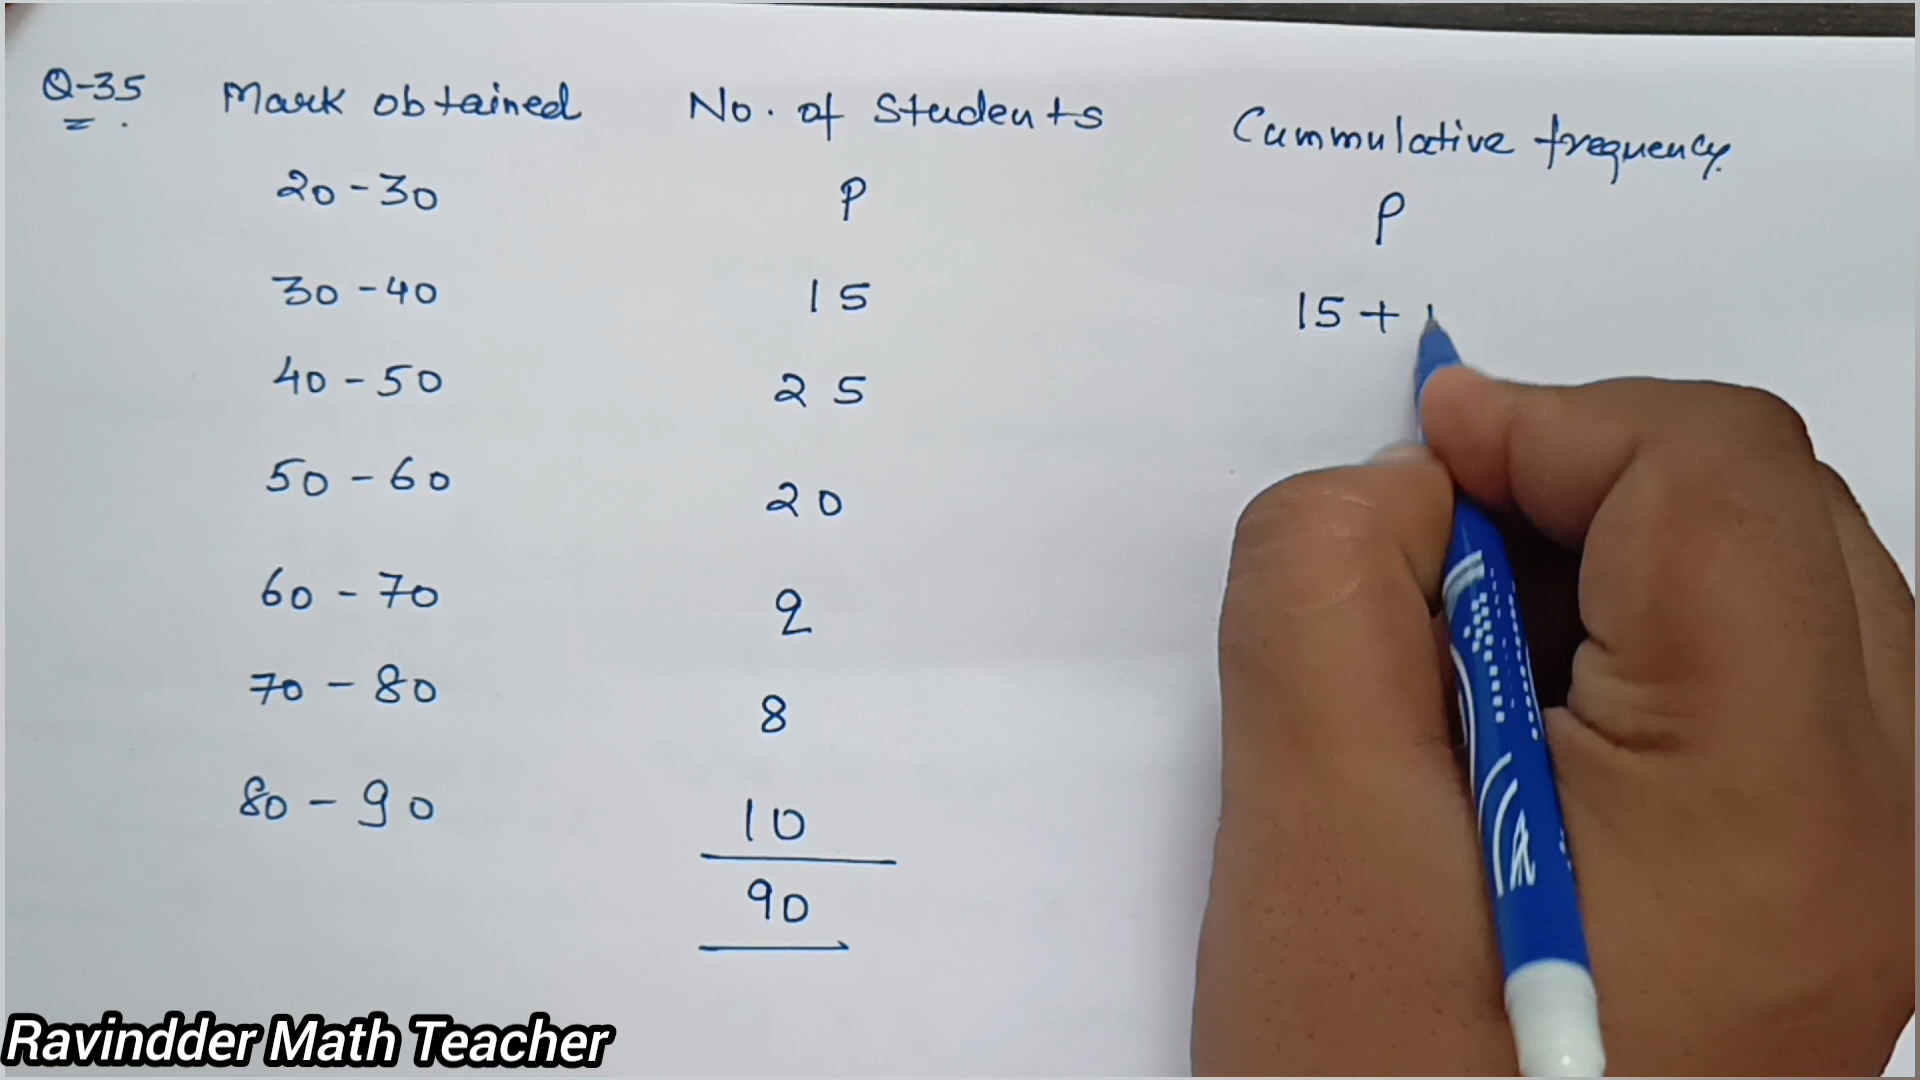 Q-35 Mark obtained No. of Students Cummulative frequency
20-30 P P
30-40 15 15+
40-50 25
50-60 20
60-70 q
70-80 8
80-90 10
90
Ravindder Math Teacher